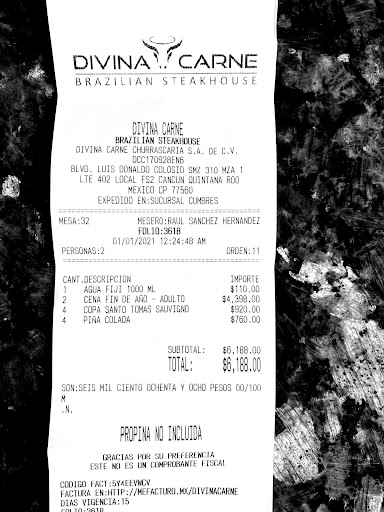 DIVINA CARNE
BRAZILIAN STEAKHOUSE
DIVINA CARNE
BRAZILIAN STEAKHOUSE
DIVINA CARNE CHURRASCARIA S.A. DE C.V.
DCC170928EN6
BLVD. LUIS DONALDO COLOSIO SMZ 310 MZA 1
LTE 402 LOCAL FS2 CANCUN QUINTANA ROO
MEXICO CP 77560
EXPEDIDO EN:SUCURSAL CUMBRES
MESA:32 MESERO:RAUL SANCHEZ HERNANDEZ
FOLIO:3618
01/01/2021 12:24:48 AM
PERSONAS:2 ORDEN:11
CANT.DESCRIPCION IMPORTE
1 AGUA FIJI 1000 ML $110.00
2 CENA FIN DE AÑO - ADULTO $4,398.00
4 COPA SANTO TOMAS SAUVIGNO $920.00
4 PIÑA COLADA $760.00
SUBTOTAL: $6,188.00
TOTAL: $6,188.00
SON:SEIS MIL CIENTO OCHENTA Y OCHO PESOS 00/100
M
.N.
PROPINA NO INCLUIDA
GRACIAS POR SU PREFERENCIA
ESTE NO ES UN COMPROBANTE FISCAL
CODIGO FACT:5Y4EEVWCV
FACTURA EN:HTTP://MEFACTURO.MX/DIVINACARNE
DIAS VIGENCIA:15
FOLIO:3618